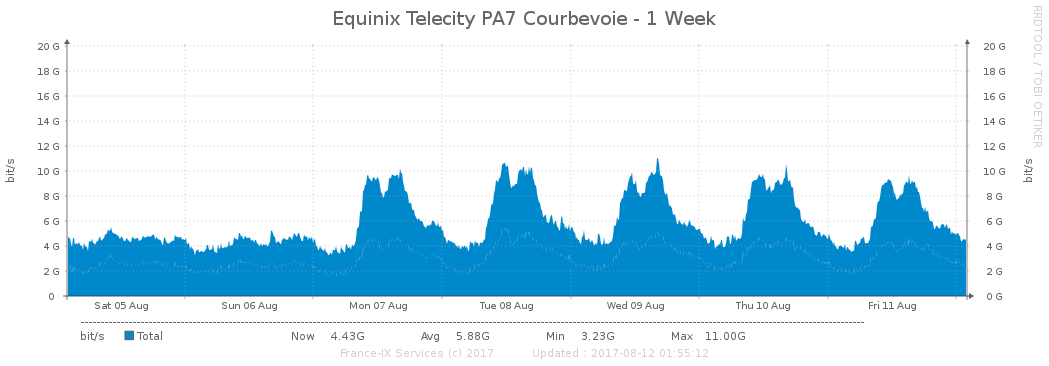 Equinix Telecity PA7 Courbevoie - 1 Week
RRDTOOL / TOBI OETIKER
bit/s
bit/s
20 G 20 G
18 G 18 G
16 G 16 G
14 G 14 G
12 G 12 G
10 G 10 G
8 G 8 G
6 G 6 G
4 G 4 G
2 G 2 G
0 0 G
Sat 05 Aug Sun 06 Aug Mon 07 Aug Tue 08 Aug Wed 09 Aug Thu 10 Aug Fri 11 Aug
bit/s Total Now 4.43G Avg 5.88G Min 3.23G Max 11.00G
France-IX Services (c) 2017 Updated : 2017-08-12 01:55:12